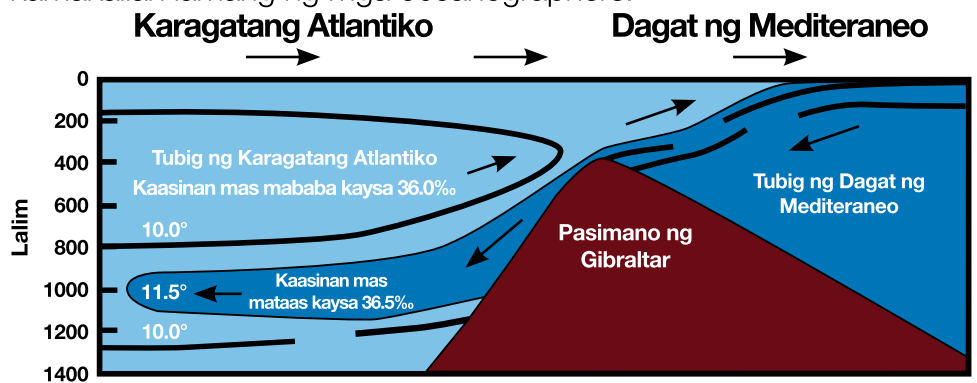 Karagatang Atlantiko
Dagat ng Mediteraneo
Lalim
0
200
400
600
800
1000
1200
1400
Tubig ng Karagatang Atlantiko
Kaasinan mas mababa kaysa 36.0‰
10.0°
11.5°
10.0°
Kaasinan mas
mataas kaysa 36.5‰
Pasimano ng
Gibraltar
Tubig ng Dagat ng
Mediteraneo